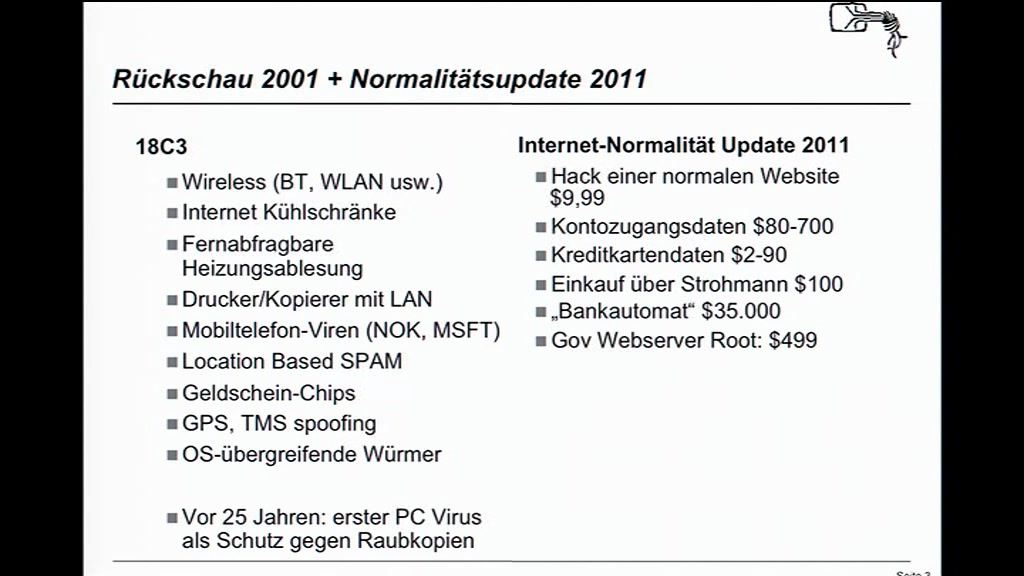 Rückschau 2001 + Normalitätsupdate 2011
18C3
Wireless (BT, WLAN usw.)
Internet Kühlschränke
Fernabfragbare
Heizungsablesung
Drucker/Kopierer mit LAN
Mobiltelefon-Viren (NOK, MSFT)
Location Based SPAM
Geldschein-Chips
GPS, TMS spoofing
OS-übergreifende Würmer
Vor 25 Jahren: erster PC Virus
als Schutz gegen Raubkopien
Internet-Normalität Update 2011
Hack einer normalen Website
$9,99
Kontozugangsdaten $80-700
Kreditkartendaten $2-90
Einkauf über Strohmann $100
„Bankautomat“ $35.000
Gov Webserver Root: $499